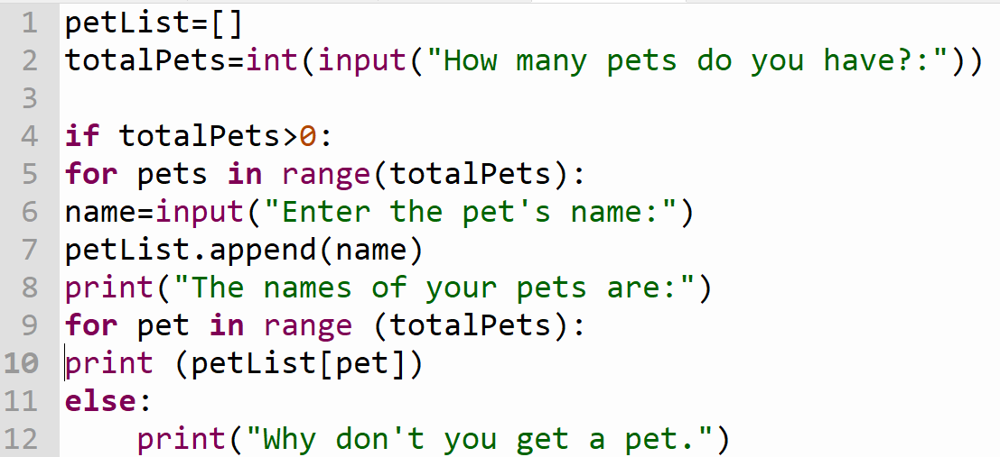 1 petList=[]
2 totalPets=int(input("How many pets do you have?:"))
3
4 if totalPets>0:
5 for pets in range(totalPets):
6 name=input("Enter the pet's name:")
7 petList.append(name)
8 print("The names of your pets are:")
9 for pet in range (totalPets):
10 print (petList[pet])
11 else:
12     print("Why don't you get a pet.")